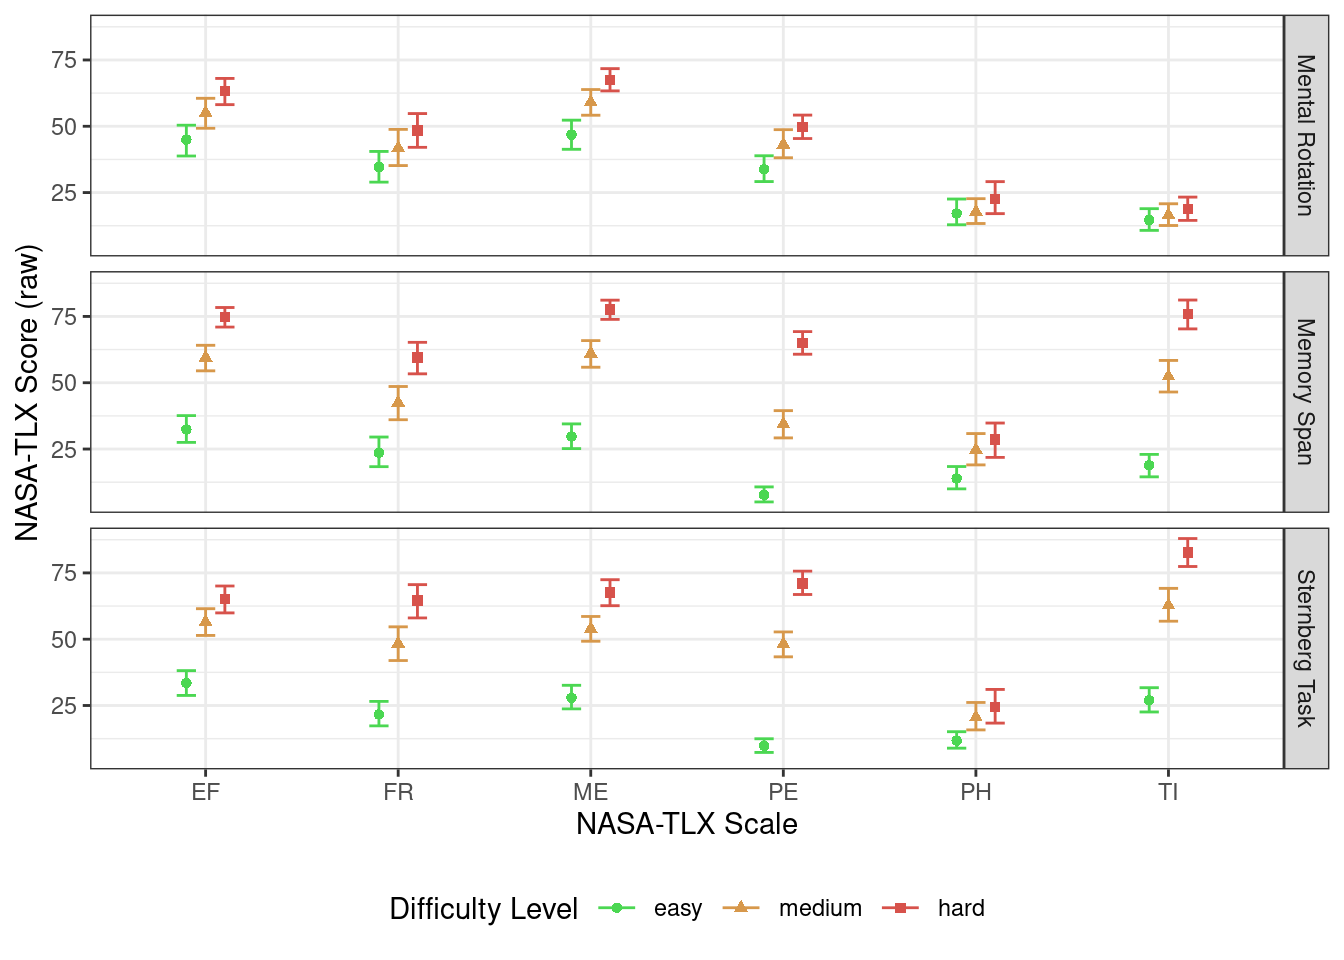 NASA-TLX Score (raw)
75
50
25
Mental Rotation
75
50
25
Memory Span
75
50
25
Sternberg Task
EF FR ME PE PH TI
NASA-TLX Scale
Difficulty Level easy medium hard